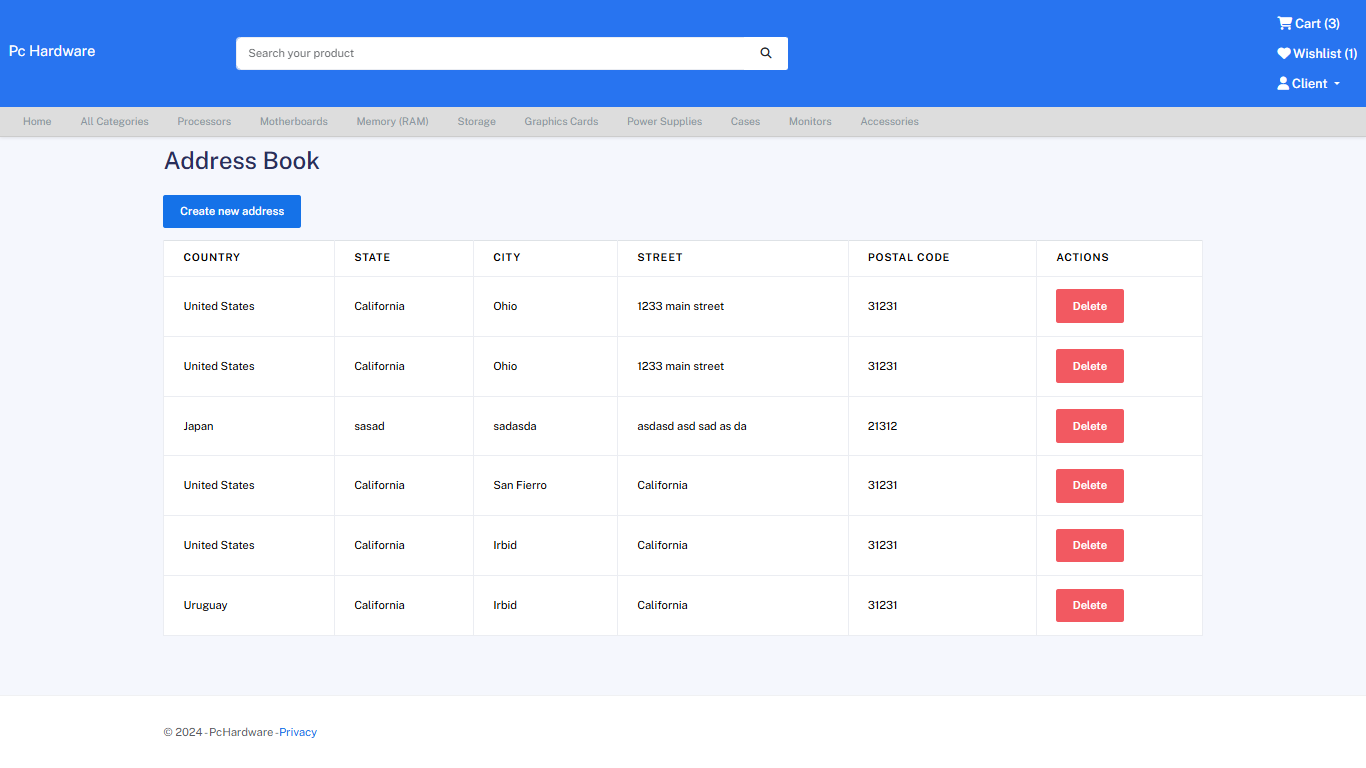 Pc Hardware
Search your product
Cart (3)
Wishlist (1)
Client
Home All Categories Processors Motherboards Memory (RAM) Storage Graphics Cards Power Supplies Cases Monitors Accessories
Address Book
Create new address
COUNTRY STATE CITY STREET POSTAL CODE ACTIONS
United States California Ohio 1233 main street 31231 Delete
United States California Ohio 1233 main street 31231 Delete
Japan sasad sadasda asdasd asd sad as da 21312 Delete
United States California San Fierro California 31231 Delete
United States California Irbid California 31231 Delete
Uruguay California Irbid California 31231 Delete
© 2024 - PcHardware - Privacy